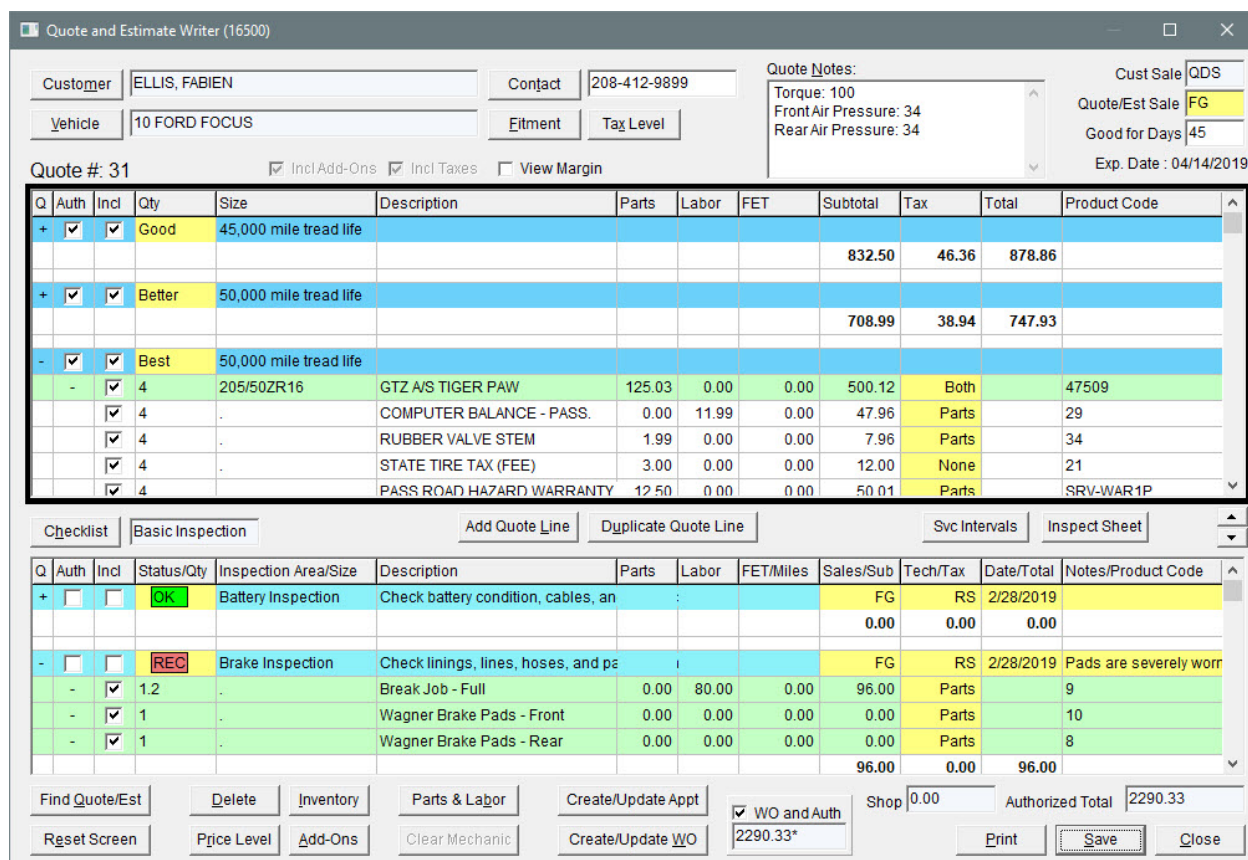 Quote and Estimate Writer (16500)
Customer ELLIS, FABIEN Contact 208-412-9899 Quote Notes: Cust Sale QDS
Torque: 100
Front Air Pressure: 34
Rear Air Pressure: 34
Quote/Est Sale FG
Vehicle 10 FORD FOCUS Fitment Tax Level Good for Days 45
Quote #: 31 Incl Add-Ons Incl Taxes View Margin Exp. Date : 04/14/2019
Q Auth Incl Qty Size Description Parts Labor FET Subtotal Tax Total Product Code
+ Good 45,000 mile tread life
832.50 46.36 878.86
+ Better 50,000 mile tread life
708.99 38.94 747.93
- Best 50,000 mile tread life
- 4 205/50ZR16 GTZ A/S TIGER PAW 125.03 0.00 0.00 500.12 Both 47509
4 . COMPUTER BALANCE - PASS. 0.00 11.99 0.00 47.96 Parts 29
4 . RUBBER VALVE STEM 1.99 0.00 0.00 7.96 Parts 34
4 . STATE TIRE TAX (FEE) 3.00 0.00 0.00 12.00 None 21
4 . PASS ROAD HAZARD WARRANTY 12.50 0.00 0.00 50.01 Parts SRV-WAR1P
Checklist Basic Inspection Add Quote Line Duplicate Quote Line Svc Intervals Inspect Sheet
Q Auth Incl Status/Qty Inspection Area/Size Description Parts Labor FET/Miles Sales/Sub Tech/Tax Date/Total Notes/Product Code
+ OK Battery Inspection Check battery condition, cables, an FG RS 2/28/2019
0.00 0.00 0.00
- REC Brake Inspection Check linings, lines, hoses, and pa FG RS 2/28/2019 Pads are severely worn
- 1.2 . Break Job - Full 0.00 80.00 0.00 96.00 Parts 9
- 1 . Wagner Brake Pads - Front 0.00 0.00 0.00 0.00 Parts 10
- 1 . Wagner Brake Pads - Rear 0.00 0.00 0.00 0.00 Parts 8
96.00 0.00 96.00
Find Quote/Est Delete Inventory Parts & Labor Create/Update Appt WO and Auth Shop 0.00 Authorized Total 2290.33
Reset Screen Price Level Add-Ons Clear Mechanic Create/Update WO 2290.33* Print Save Close